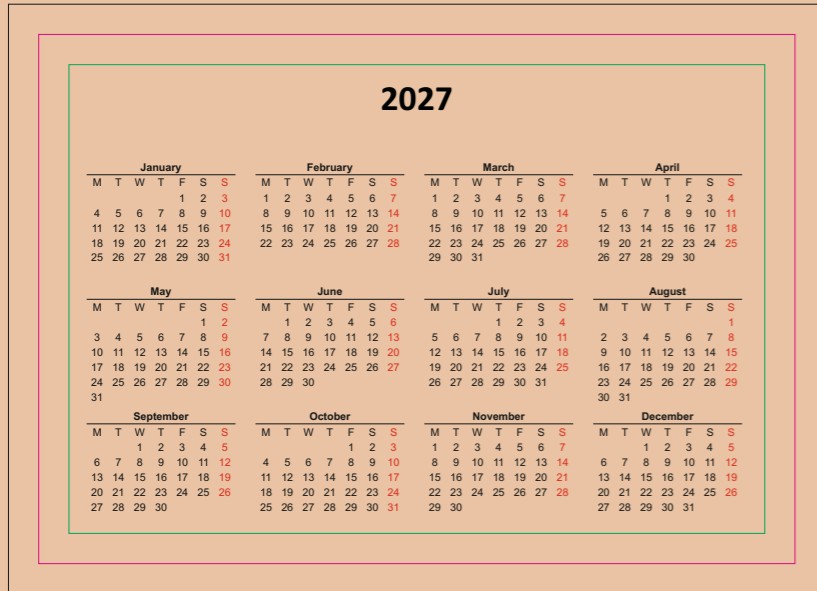 2027
January February March April
M T W T F S S M T W T F S S M T W T F S S M T W T F S S
1 2 3 1 2 3 4 5 6 7 1 2 3 4 5 6 7 1 2 3 4
4 5 6 7 8 9 10 8 9 10 11 12 13 14 8 9 10 11 12 13 14 5 6 7 8 9 10 11
11 12 13 14 15 16 17 15 16 17 18 19 20 21 15 16 17 18 19 20 21 12 13 14 15 16 17 18
18 19 20 21 22 23 24 22 23 24 25 26 27 28 22 23 24 25 26 27 28 19 20 21 22 23 24 25
25 26 27 28 29 30 31 29 30 31 26 27 28 29 30
May June July August
M T W T F S S M T W T F S S M T W T F S S M T W T F S S
1 2 1 2 3 4 5 6 1 2 3 4 1
3 4 5 6 7 8 9 7 8 9 10 11 12 13 5 6 7 8 9 10 11 2 3 4 5 6 7 8
10 11 12 13 14 15 16 14 15 16 17 18 19 20 12 13 14 15 16 17 18 9 10 11 12 13 14 15
17 18 19 20 21 22 23 21 22 23 24 25 26 27 19 20 21 22 23 24 25 16 17 18 19 20 21 22
24 25 26 27 28 29 30 28 29 30 26 27 28 29 30 31 23 24 25 26 27 28 29
31 30 31
September October November December
M T W T F S S M T W T F S S M T W T F S S M T W T F S S
1 2 3 4 5 1 2 3 1 2 3 4 5 6 7 1 2 3 4 5
6 7 8 9 10 11 12 4 5 6 7 8 9 10 8 9 10 11 12 13 14 6 7 8 9 10 11 12
13 14 15 16 17 18 19 11 12 13 14 15 16 17 15 16 17 18 19 20 21 13 14 15 16 17 18 19
20 21 22 23 24 25 26 18 19 20 21 22 23 24 22 23 24 25 26 27 28 20 21 22 23 24 25 26
27 28 29 30 25 26 27 28 29 30 31 29 30 27 28 29 30 31